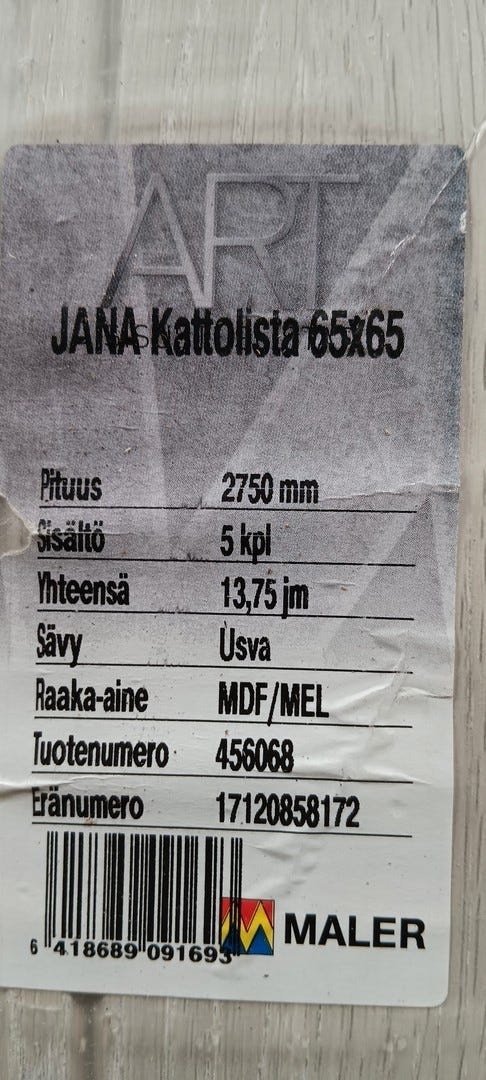 ART
JANA Kattolista 65x65
Pituus 2750 mm
Sisältö 5 kpl
Yhteensä 13,75 jm
Sävy Usva
Raaka-aine MDF/MEL
Tuotenumero 456068
Eränumero 17120858172
6 418689 091693
MALER